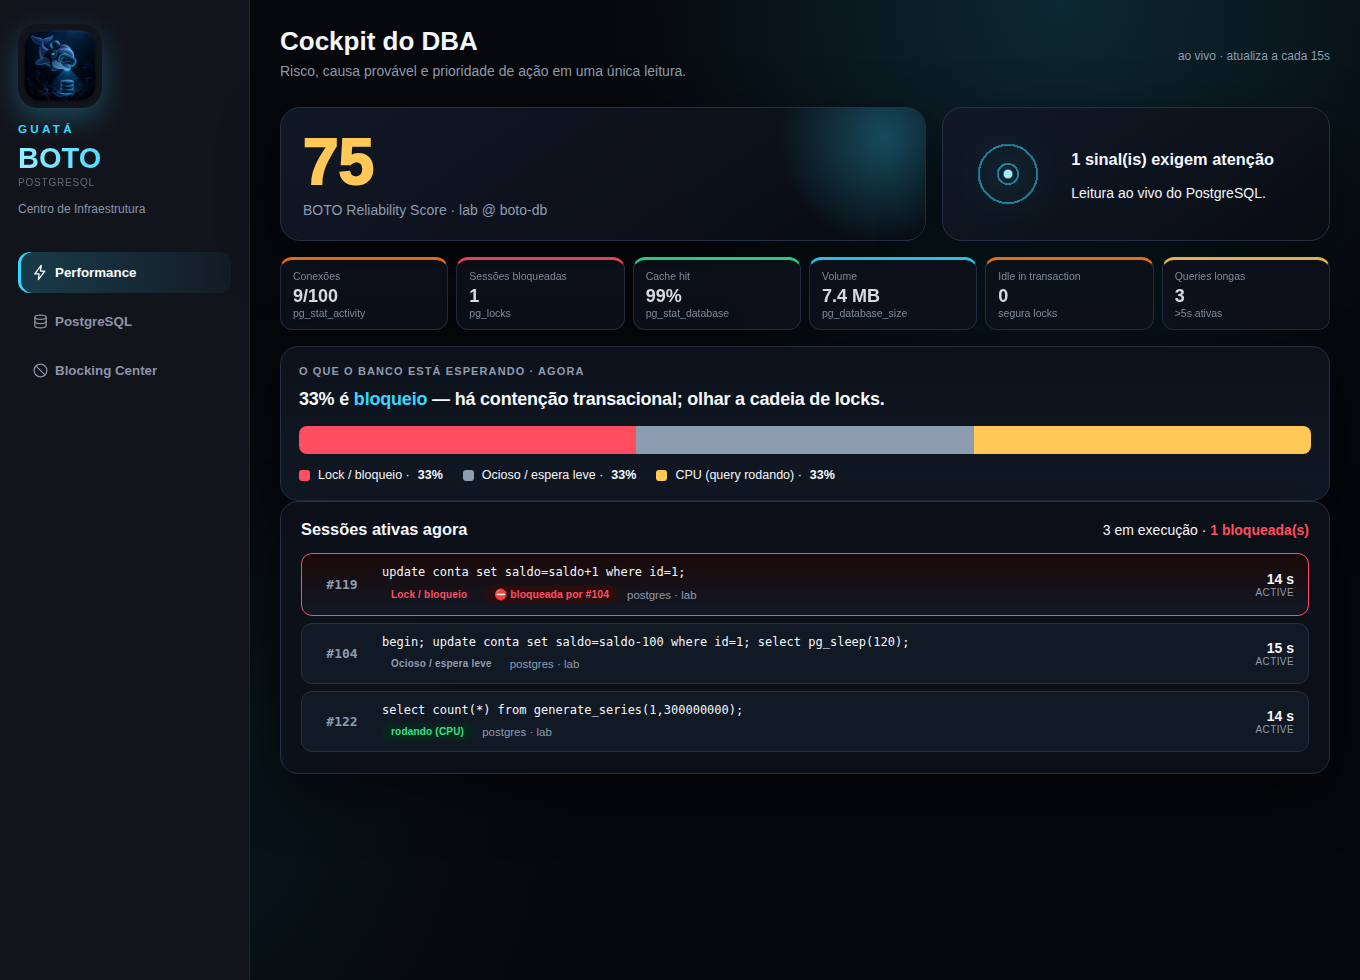 GUATÁ
BOTO
POSTGRESQL
Centro de Infraestrutura
Performance
PostgreSQL
Blocking Center
Cockpit do DBA
Risco, causa provável e prioridade de ação em uma única leitura.
ao vivo · atualiza a cada 15s
75
BOTO Reliability Score · lab @ boto-db
1 sinal(is) exigem atenção
Leitura ao vivo do PostgreSQL.
Conexões
9/100
pg_stat_activity
Sessões bloqueadas
1
pg_locks
Cache hit
99%
pg_stat_database
Volume
7.4 MB
pg_database_size
Idle in transaction
0
segura locks
Queries longas
3
>5s ativas
O QUE O BANCO ESTÁ ESPERANDO · AGORA
33% é bloqueio — há contenção transacional; olhar a cadeia de locks.
Lock / bloqueio · 33% Ocioso / espera leve · 33% CPU (query rodando) · 33%
Sessões ativas agora
3 em execução · 1 bloqueada(s)
#119
update conta set saldo=saldo+1 where id=1;
Lock / bloqueio ⛔ bloqueada por #104 postgres · lab
14 s
ACTIVE
#104
begin; update conta set saldo=saldo-100 where id=1; select pg_sleep(120);
Ocioso / espera leve postgres · lab
15 s
ACTIVE
#122
select count(*) from generate_series(1,300000000);
rodando (CPU) postgres · lab
14 s
ACTIVE